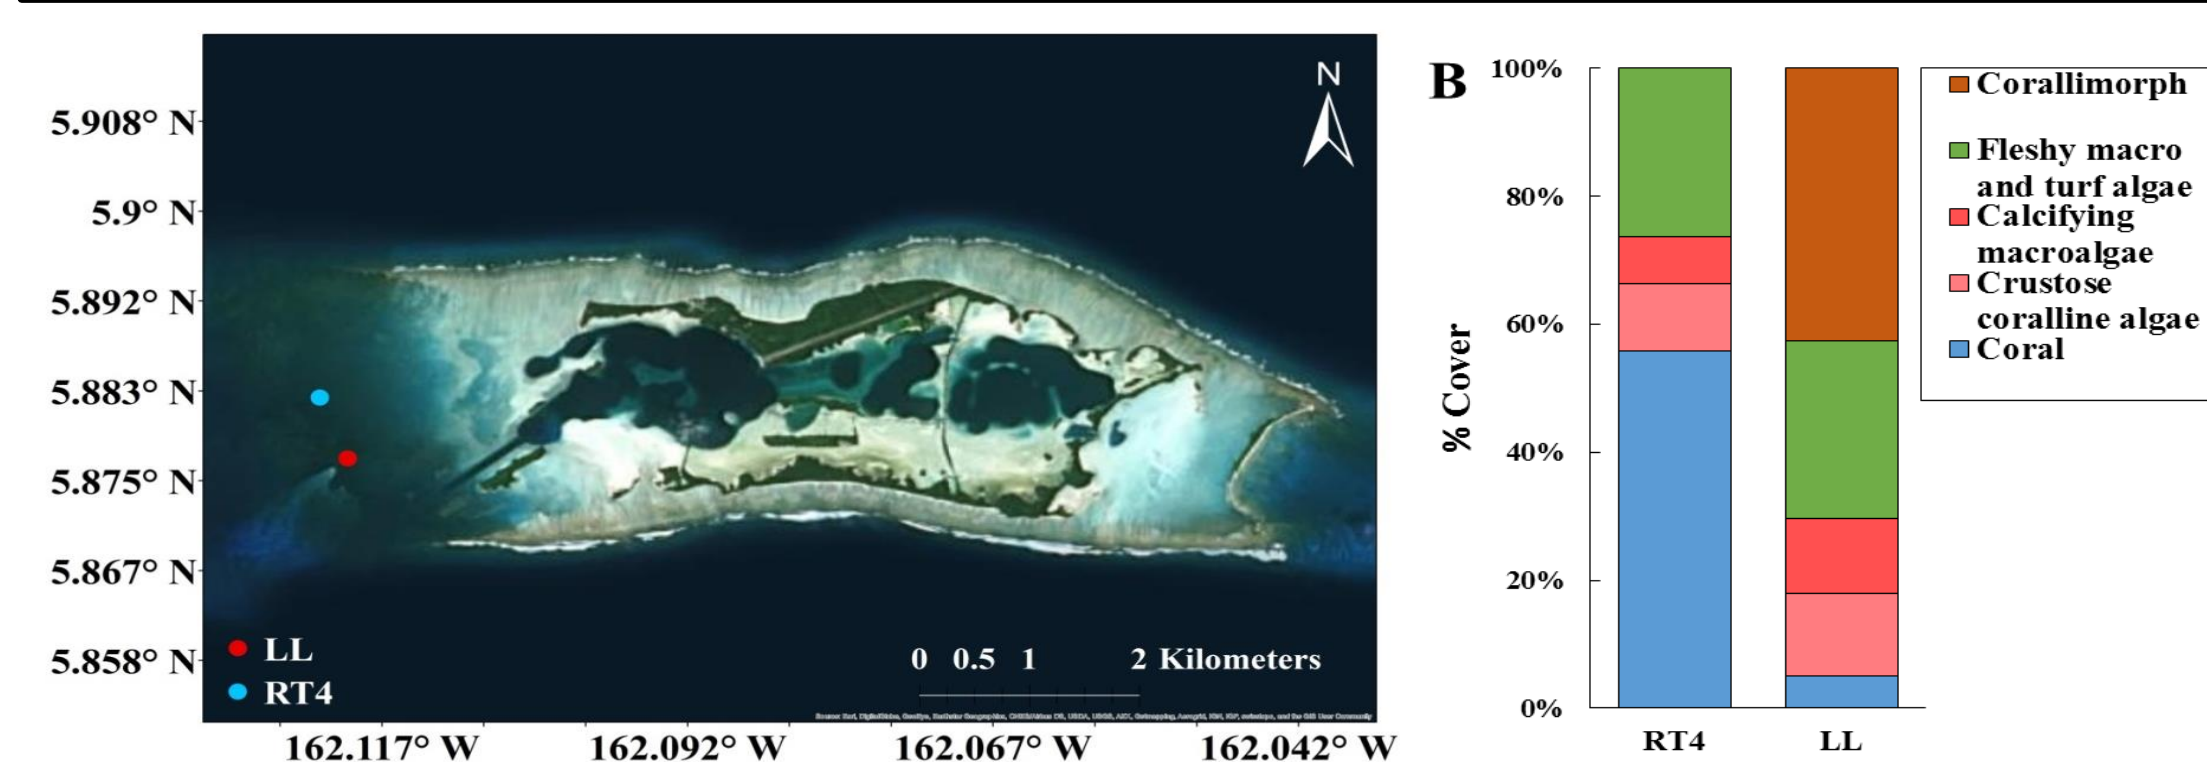 N
5.908° N
5.9° N
5.892° N
5.883° N
5.875° N
5.867° N
5.858° N
LL
RT4
0 0.5 1 2 Kilometers
162.117° W 162.092° W 162.067° W 162.042° W
B
% Cover
100%
80%
60%
40%
20%
0%
RT4 LL
Corallimorph
Fleshy macro
and turf algae
Calcifying
macroalgae
Crustose
coralline algae
Coral